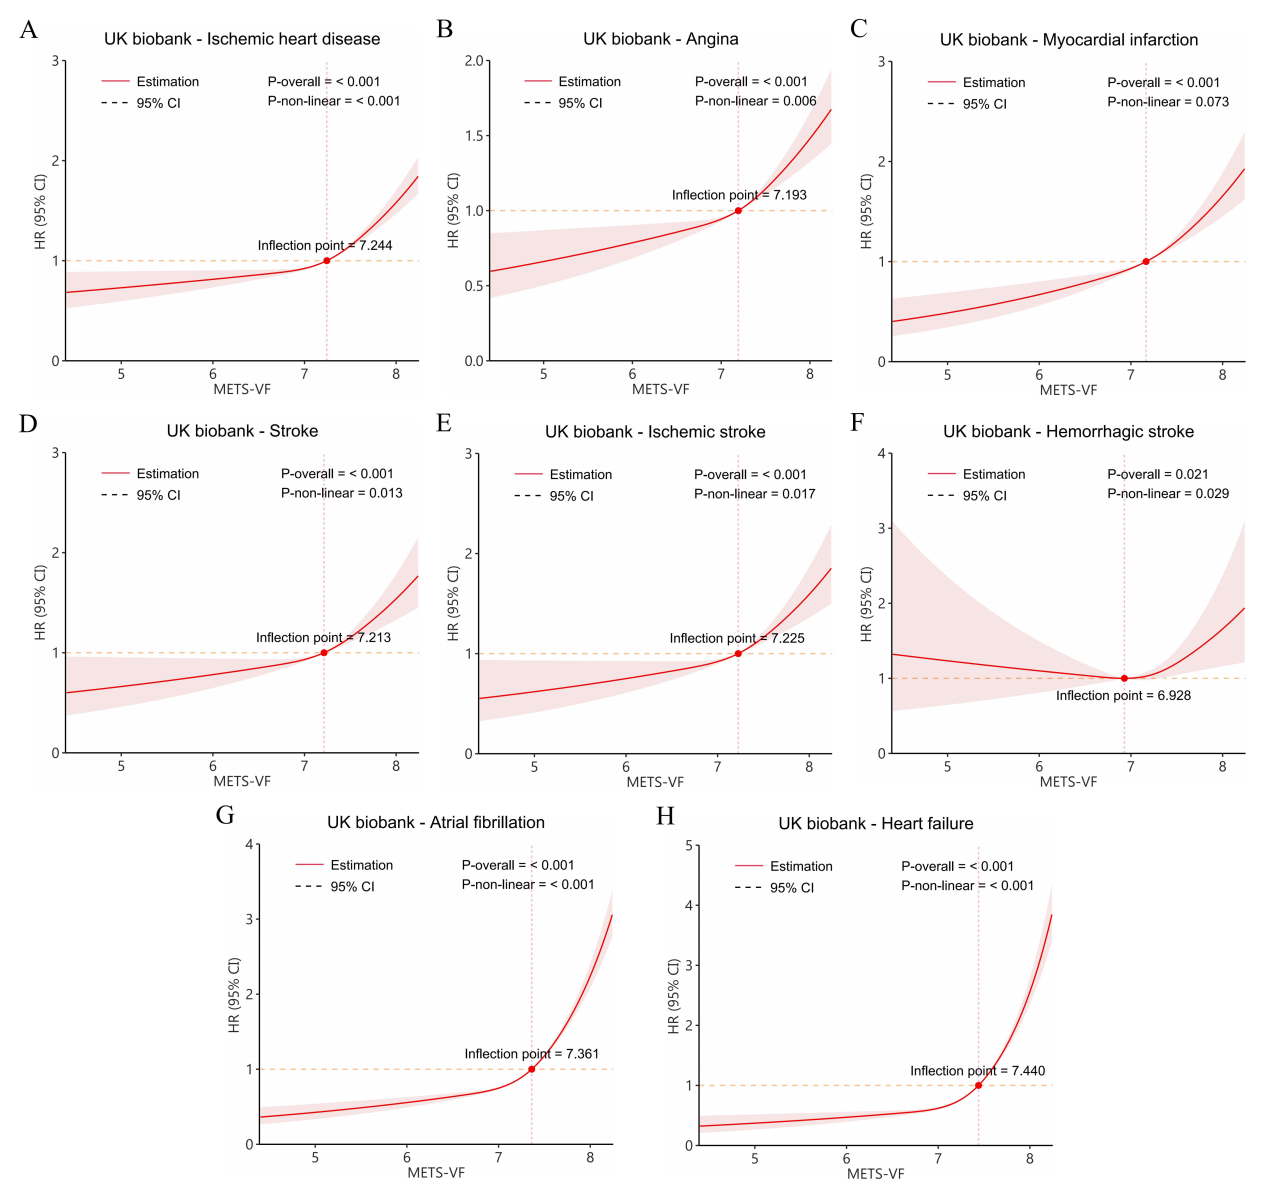 A
UK biobank - Ischemic heart disease
Estimation
95% CI
P-overall = < 0.001
P-non-linear = < 0.001
Inflection point = 7.244
HR (95% CI)
3
2
1
0
5 6 7 8
METS-VF
B
UK biobank - Angina
Estimation
95% CI
P-overall = < 0.001
P-non-linear = 0.006
Inflection point = 7.193
HR (95% CI)
2.0
1.5
1.0
0.5
0.0
5 6 7 8
METS-VF
C
UK biobank - Myocardial infarction
Estimation
95% CI
P-overall = < 0.001
P-non-linear = 0.073
HR (95% CI)
3
2
1
0
5 6 7 8
METS-VF
D
UK biobank - Stroke
Estimation
95% CI
P-overall = < 0.001
P-non-linear = 0.013
Inflection point = 7.213
HR (95% CI)
3
2
1
0
5 6 7 8
METS-VF
E
UK biobank - Ischemic stroke
Estimation
95% CI
P-overall = < 0.001
P-non-linear = 0.017
Inflection point = 7.225
HR (95% CI)
3
2
1
0
5 6 7 8
METS-VF
F
UK biobank - Hemorrhagic stroke
Estimation
95% CI
P-overall = 0.021
P-non-linear = 0.029
Inflection point = 6.928
HR (95% CI)
4
3
2
1
0
5 6 7 8
METS-VF
G
UK biobank - Atrial fibrillation
Estimation
95% CI
P-overall = < 0.001
P-non-linear = < 0.001
Inflection point = 7.361
HR (95% CI)
4
3
2
1
0
5 6 7 8
METS-VF
H
UK biobank - Heart failure
Estimation
95% CI
P-overall = < 0.001
P-non-linear = < 0.001
Inflection point = 7.440
HR (95% CI)
5
4
3
2
1
0
5 6 7 8
METS-VF